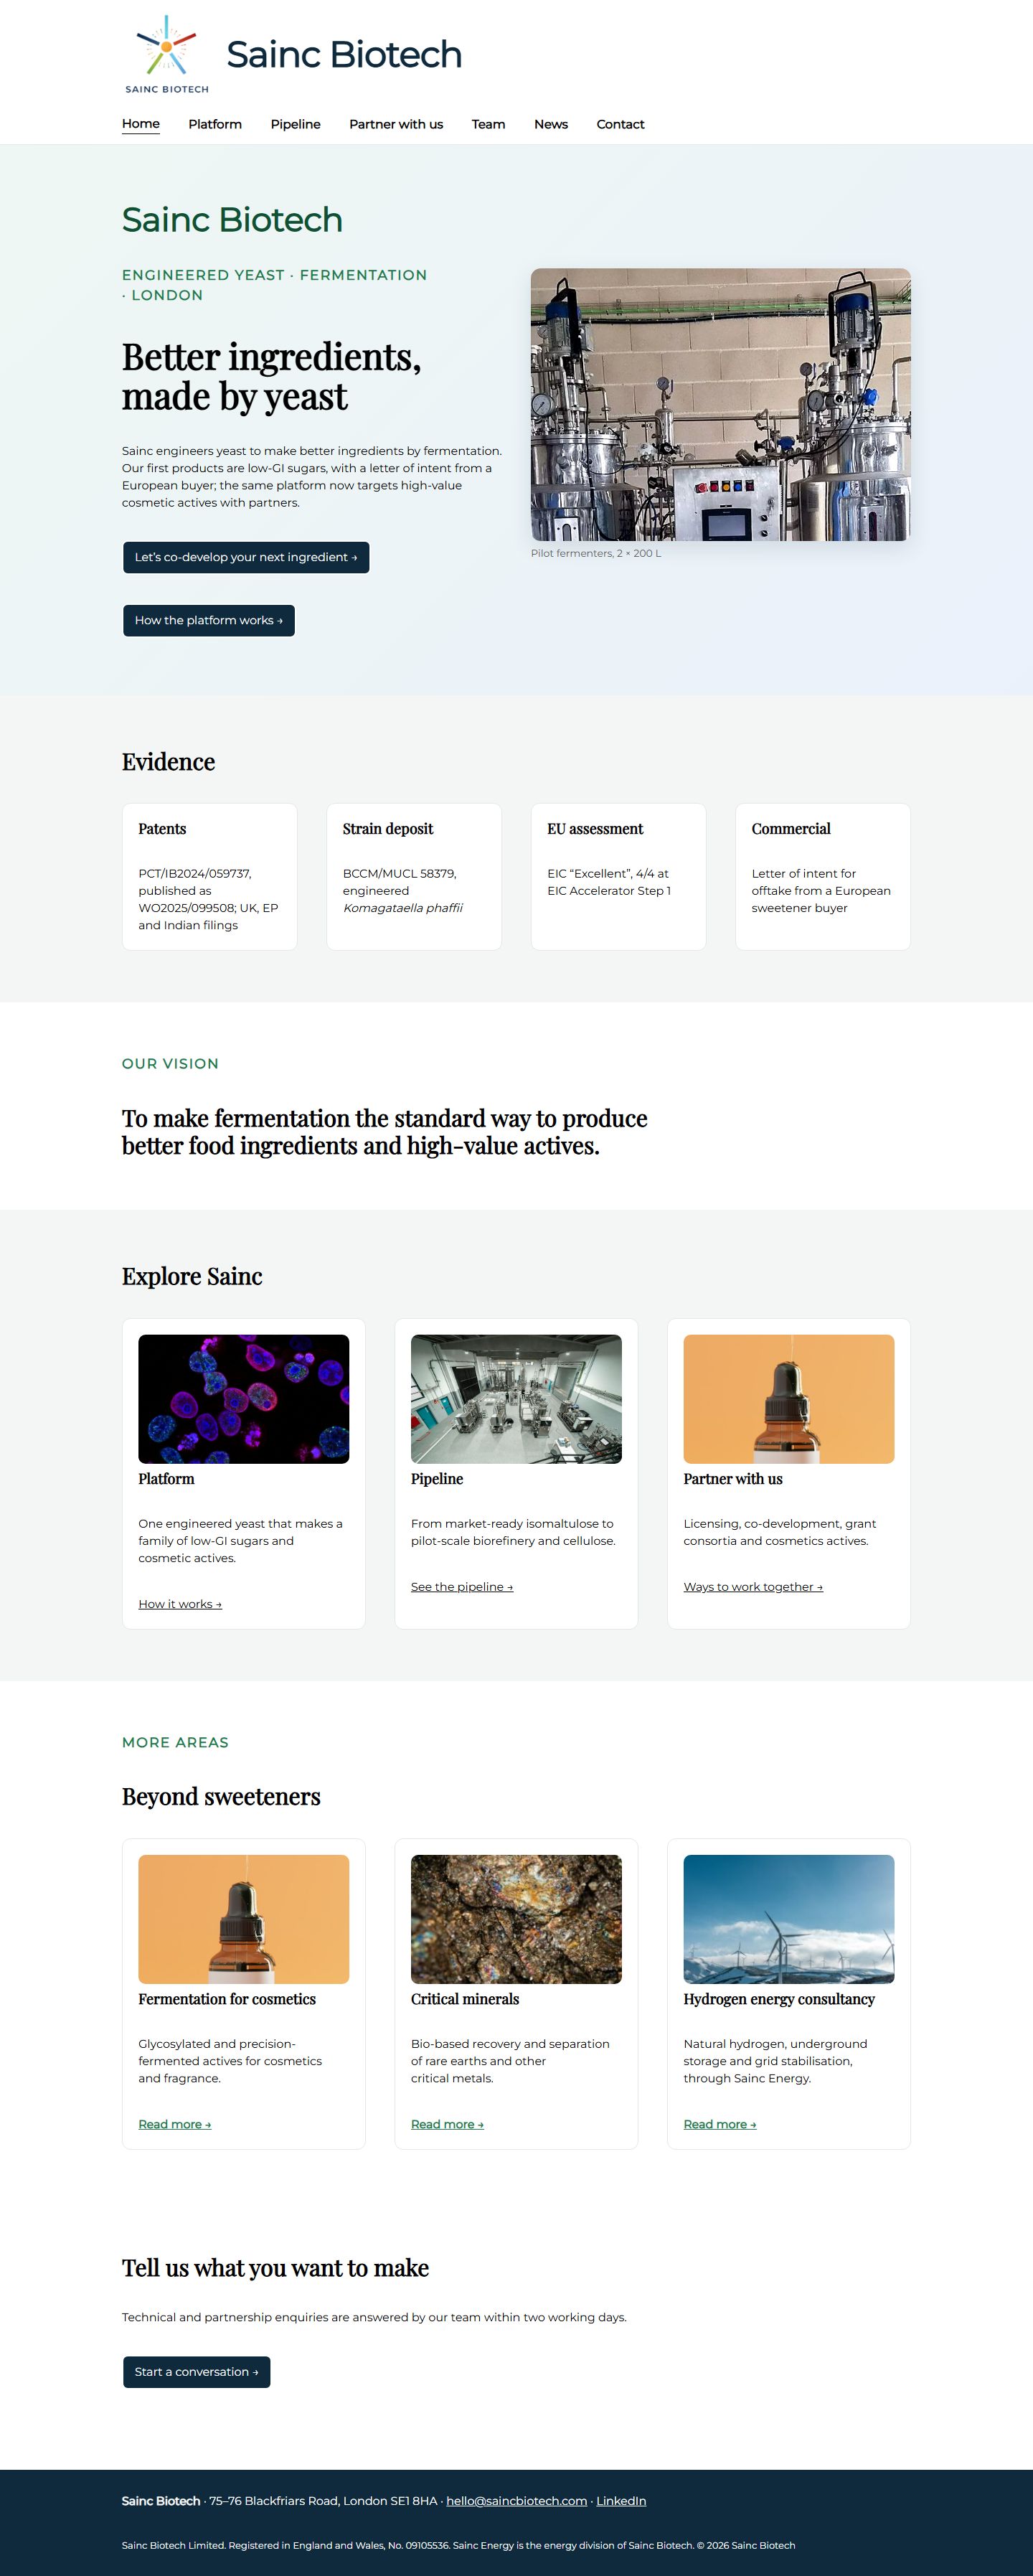 SAINC BIOTECH
Sainc Biotech
Home Platform Pipeline Partner with us Team News Contact
Sainc Biotech
ENGINEERED YEAST · FERMENTATION
· LONDON
Better ingredients,
made by yeast
Sainc engineers yeast to make better ingredients by fermentation.
Our first products are low-GI sugars, with a letter of intent from a
European buyer; the same platform now targets high-value
cosmetic actives with partners.
Let’s co-develop your next ingredient →
How the platform works →
Pilot fermenters, 2 × 200 L
Evidence
Patents
PCT/IB2024/059737,
published as
WO2025/099508; UK, EP
and Indian filings
Strain deposit
BCCM/MUCL 58379,
engineered
Komagataella phaffii
EU assessment
EIC “Excellent”, 4/4 at
EIC Accelerator Step 1
Commercial
Letter of intent for
offtake from a European
sweetener buyer
OUR VISION
To make fermentation the standard way to produce
better food ingredients and high-value actives.
Explore Sainc
Platform
One engineered yeast that makes a
family of low-GI sugars and
cosmetic actives.
How it works →
Pipeline
From market-ready isomaltulose to
pilot-scale biorefinery and cellulose.
See the pipeline →
Partner with us
Licensing, co-development, grant
consortia and cosmetics actives.
Ways to work together →
MORE AREAS
Beyond sweeteners
Fermentation for cosmetics
Glycosylated and precision-
fermented actives for cosmetics
and fragrance.
Read more →
Critical minerals
Bio-based recovery and separation
of rare earths and other
critical metals.
Read more →
Hydrogen energy consultancy
Natural hydrogen, underground
storage and grid stabilisation,
through Sainc Energy.
Read more →
Tell us what you want to make
Technical and partnership enquiries are answered by our team within two working days.
Start a conversation →
Sainc Biotech · 75–76 Blackfriars Road, London SE1 8HA · hello@saincbiotech.com · LinkedIn
Sainc Biotech Limited. Registered in England and Wales, No. 09105536. Sainc Energy is the energy division of Sainc Biotech. © 2026 Sainc Biotech